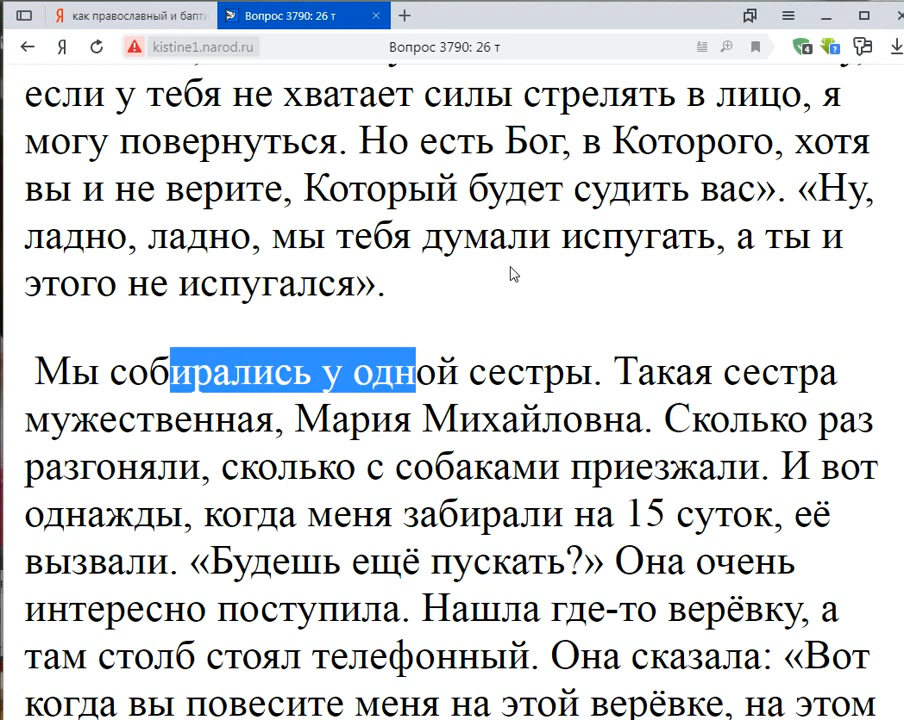 как православный и бапти
Вопрос 3790: 26 т
kistine1.narod.ru
Вопрос 3790: 26 т
если у тебя не хватает силы стрелять в лицо, я
могу повернуться. Но есть Бог, в Которого, хотя
вы и не верите, Который будет судить вас». «Ну,
ладно, ладно, мы тебя думали испугать, а ты и
этого не испугался».
Мы собирались у одной сестры. Такая сестра
мужественная, Мария Михайловна. Сколько раз
разгоняли, сколько с собаками приезжали. И вот
однажды, когда меня забирали на 15 суток, её
вызвали. «Будешь ещё пускать?» Она очень
интересно поступила. Нашла где-то верёвку, а
там столб стоял телефонный. Она сказала: «Вот
когда вы повесите меня на этой верёвке, на этом